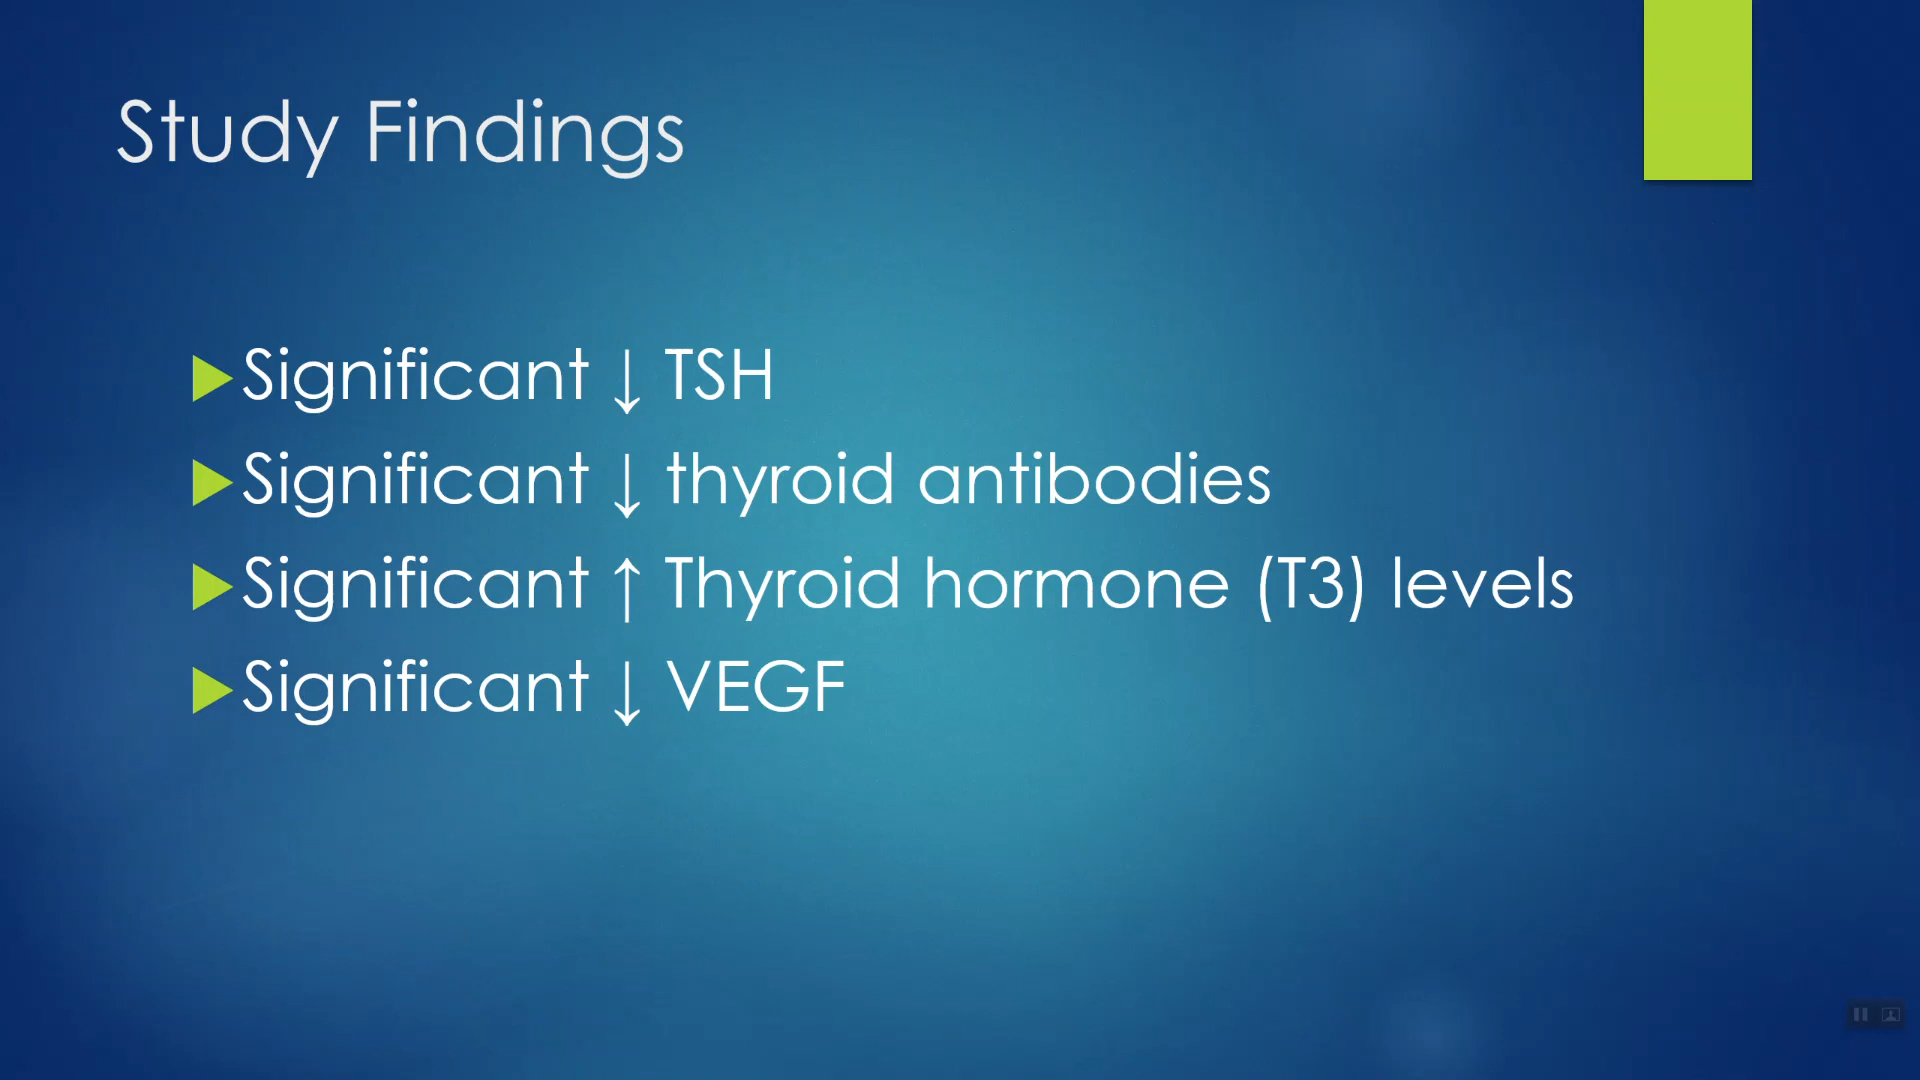 Study Findings
Significant ↓ TSH
Significant ↓ thyroid antibodies
Significant ↑ Thyroid hormone (T3) levels
Significant ↓ VEGF